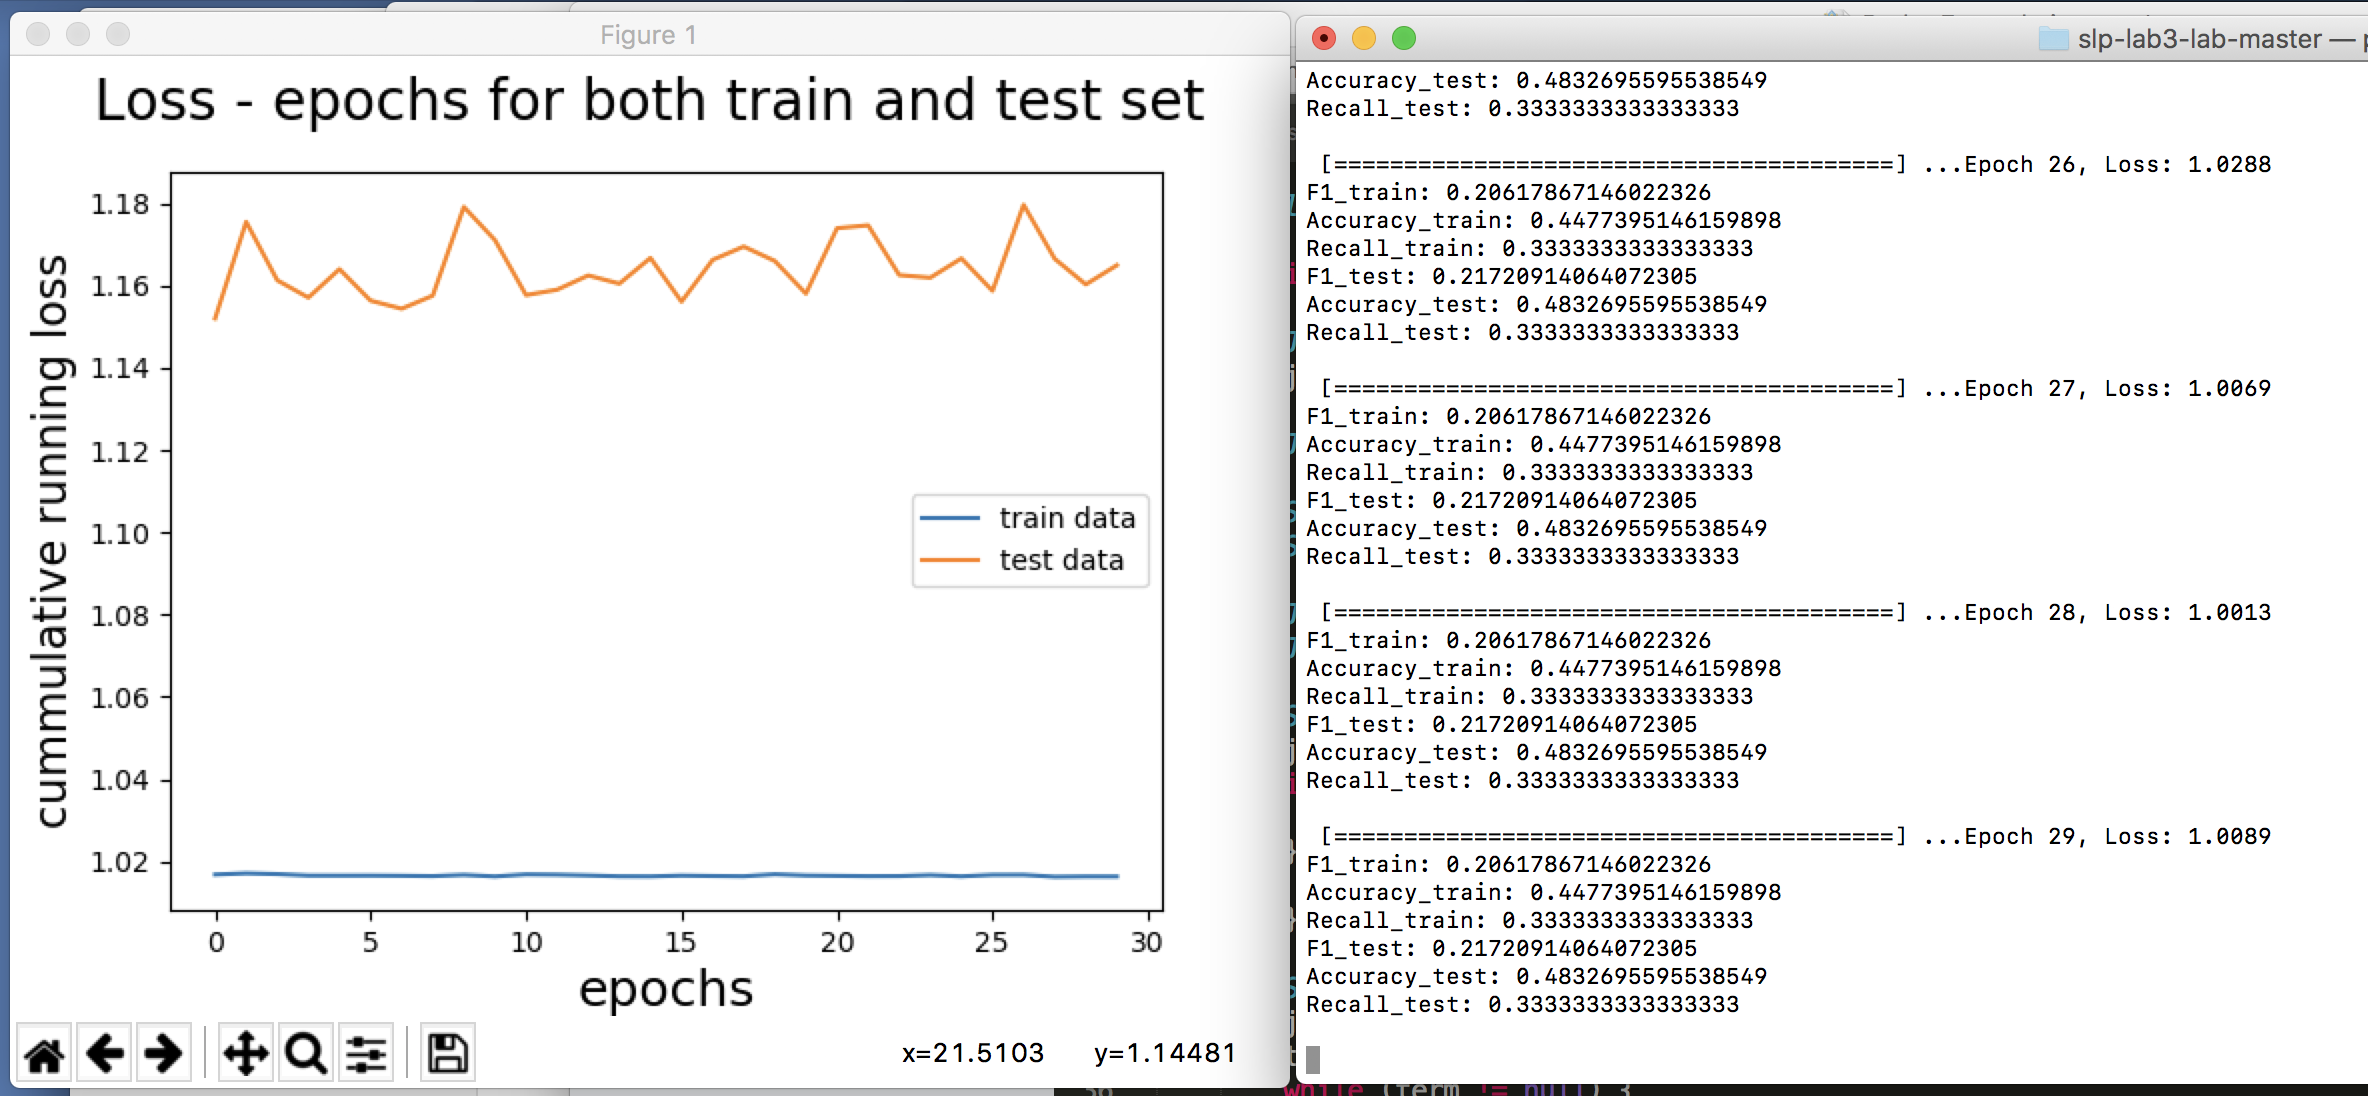 Figure 1
Loss - epochs for both train and test set
cummulative running loss
1.18
1.16
1.14
1.12
1.10
1.08
1.06
1.04
1.02
train data
test data
0 5 10 15 20 25 30
epochs
x=21.5103 y=1.14481
slp-lab3-lab-master —
Accuracy_test: 0.4832695595538549
Recall_test: 0.3333333333333333
[========================================] ...Epoch 26, Loss: 1.0288
F1_train: 0.20617867146022326
Accuracy_train: 0.4477395146159898
Recall_train: 0.3333333333333333
F1_test: 0.21720914064072305
Accuracy_test: 0.4832695595538549
Recall_test: 0.3333333333333333
[========================================] ...Epoch 27, Loss: 1.0069
F1_train: 0.20617867146022326
Accuracy_train: 0.4477395146159898
Recall_train: 0.3333333333333333
F1_test: 0.21720914064072305
Accuracy_test: 0.4832695595538549
Recall_test: 0.3333333333333333
[========================================] ...Epoch 28, Loss: 1.0013
F1_train: 0.20617867146022326
Accuracy_train: 0.4477395146159898
Recall_train: 0.3333333333333333
F1_test: 0.21720914064072305
Accuracy_test: 0.4832695595538549
Recall_test: 0.3333333333333333
[========================================] ...Epoch 29, Loss: 1.0089
F1_train: 0.20617867146022326
Accuracy_train: 0.4477395146159898
Recall_train: 0.3333333333333333
F1_test: 0.21720914064072305
Accuracy_test: 0.4832695595538549
Recall_test: 0.3333333333333333
while (term != null)